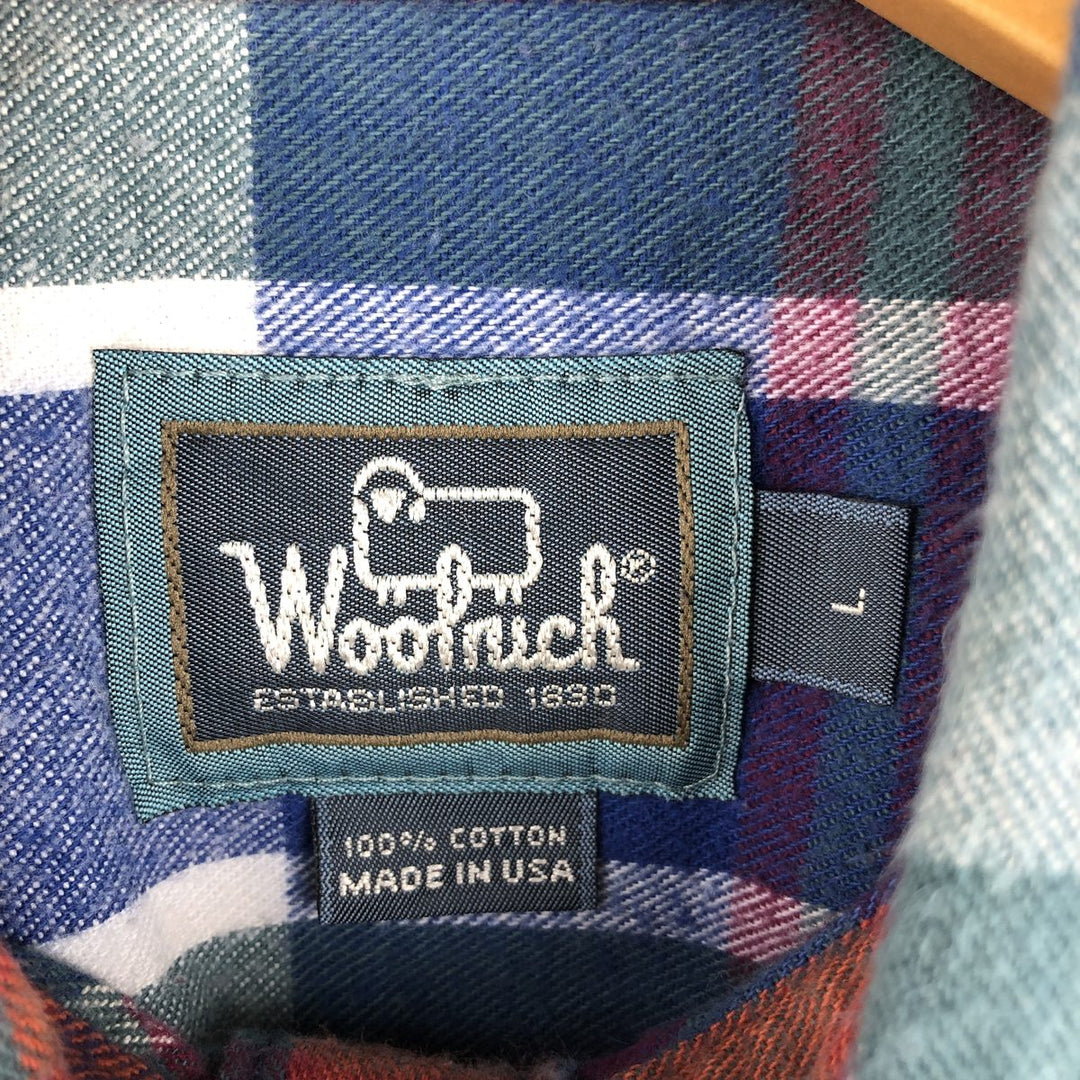 Woolrich®
ESTABLISHED 1830
L
100% COTTON
MADE IN USA